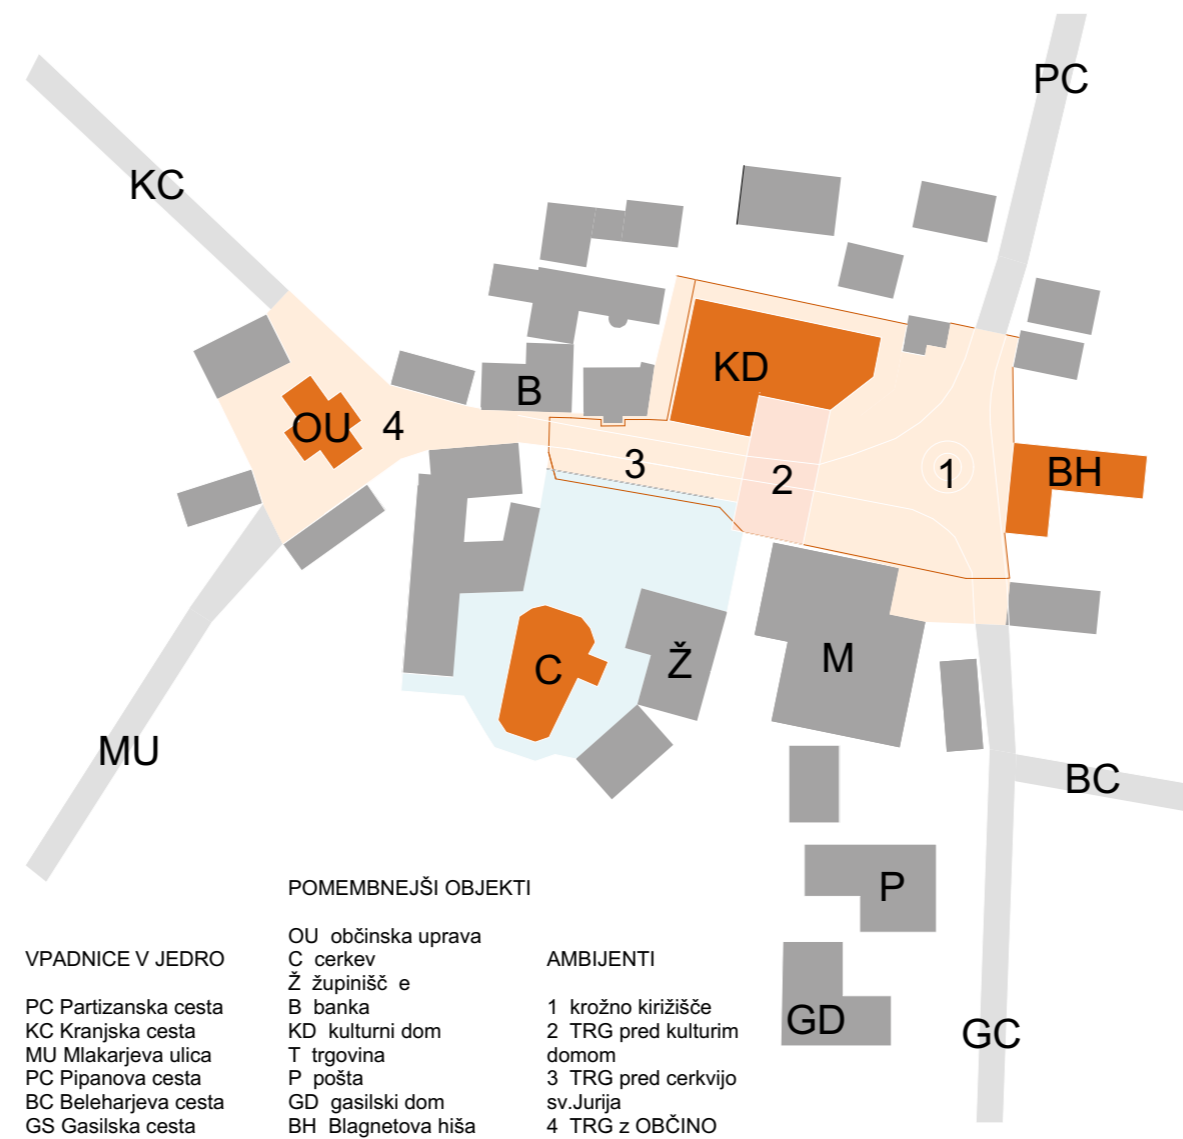 PC
KC
KD
B
OU
4
3
2
1
BH
C
Ž
M
MU
BC
P
GD
GC
VPADNICE V JEDRO
PC Partizanska cesta
KC Kranjska cesta
MU Mlakarjeva ulica
PC Pipanova cesta
BC Beleharjeva cesta
GS Gasilska cesta
POMEMBNEJŠI OBJEKTI
OU občinska uprava
C cerkev
Ž župinišč e
B banka
KD kulturni dom
T trgovina
P pošta
GD gasilski dom
BH Blagnetova hiša
AMBIJENTI
1 krožno kirižišče
2 TRG pred kulturim
domom
3 TRG pred cerkvijo
sv.Jurija
4 TRG z OBČINO